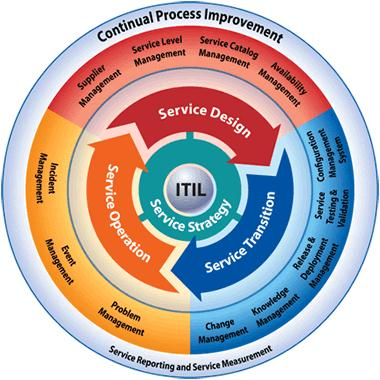 Continual Process Improvement
Supplier
Management
Service Level
Management
Service Catalog
Management
Availability
Management
Service Design
System
Configuration
Management
Service
Testing &
Validation
Release &
Deployment
Management
Knowledge
Management
Change
Management
Service Transition
Incident
Management
Event
Management
Problem
Management
Service Operation
ITIL
Service Strategy
Service Reporting and Service Measurement